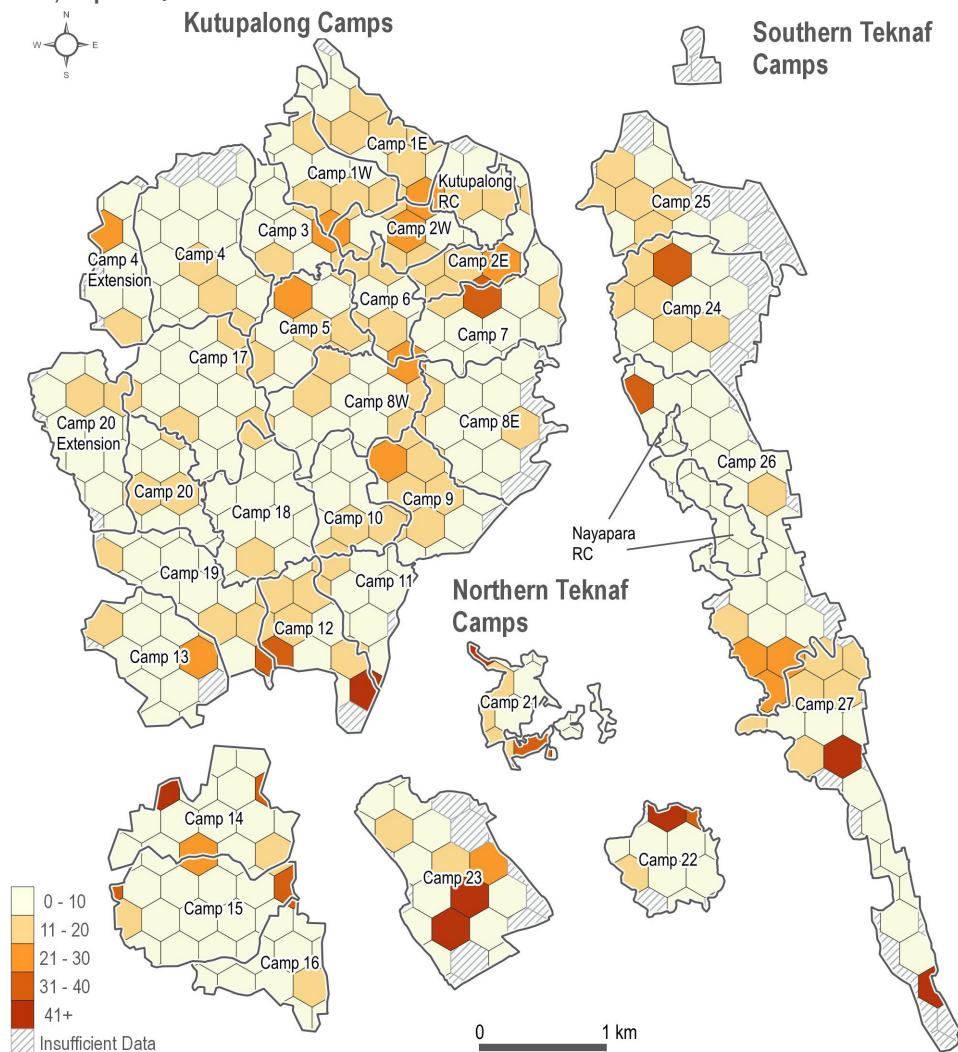 Kutupalong Camps
Southern Teknaf
Camps
N
W
E
S
Camp 1E
Camp 1W
Kutupalong
RC
Camp 25
Camp 3
Camp 2W
Camp 4
Camp 4
Extension
Camp 2E
Camp 6
Camp 24
Camp 5
Camp 7
Camp 17
Camp 8W
Camp 8E
Camp 20
Extension
Camp 26
Camp 20
Camp 9
Camp 18
Camp 10
Nayapara
RC
Camp 19
Camp 11
Northern Teknaf
Camps
Camp 12
Camp 13
Camp 21
Camp 27
Camp 14
Camp 22
Camp 23
Camp 15
Camp 16
0 - 10
11 - 20
21 - 30
31 - 40
41+
Insufficient Data
0
1 km